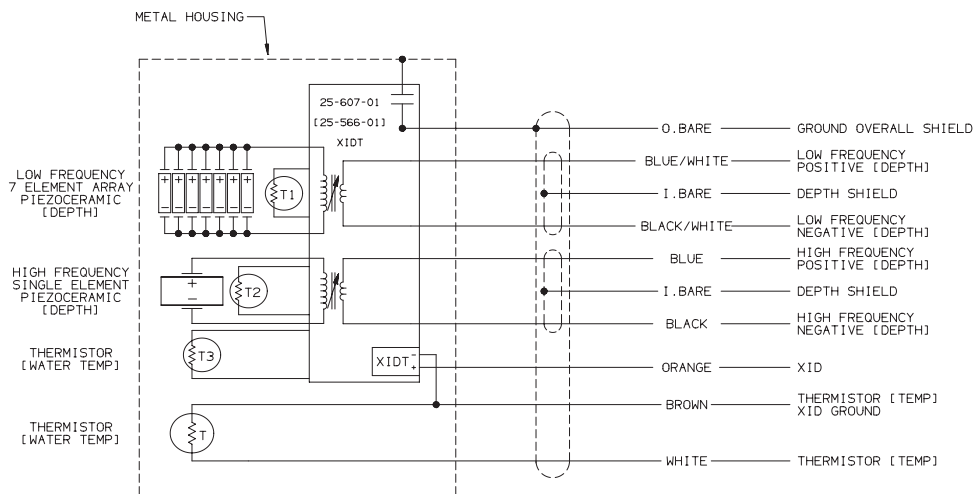 METAL HOUSING
25-607-01
[25-566-01]
XIDT
O.BARE
GROUND OVERALL SHIELD
LOW FREQUENCY
7 ELEMENT ARRAY
PIEZOCERAMIC
[DEPTH]
+ + + + + + +
- - - - - - -
T1
BLUE/WHITE
LOW FREQUENCY
POSITIVE [DEPTH]
I.BARE
DEPTH SHIELD
BLACK/WHITE
LOW FREQUENCY
NEGATIVE [DEPTH]
HIGH FREQUENCY
SINGLE ELEMENT
PIEZOCERAMIC
[DEPTH]
+
-
T2
BLUE
HIGH FREQUENCY
POSITIVE [DEPTH]
I.BARE
DEPTH SHIELD
BLACK
HIGH FREQUENCY
NEGATIVE [DEPTH]
THERMISTOR
[WATER TEMP]
T3
XIDT
-
+
ORANGE
XID
BROWN
THERMISTOR [TEMP]
XID GROUND
THERMISTOR
[WATER TEMP]
T
WHITE
THERMISTOR [TEMP]